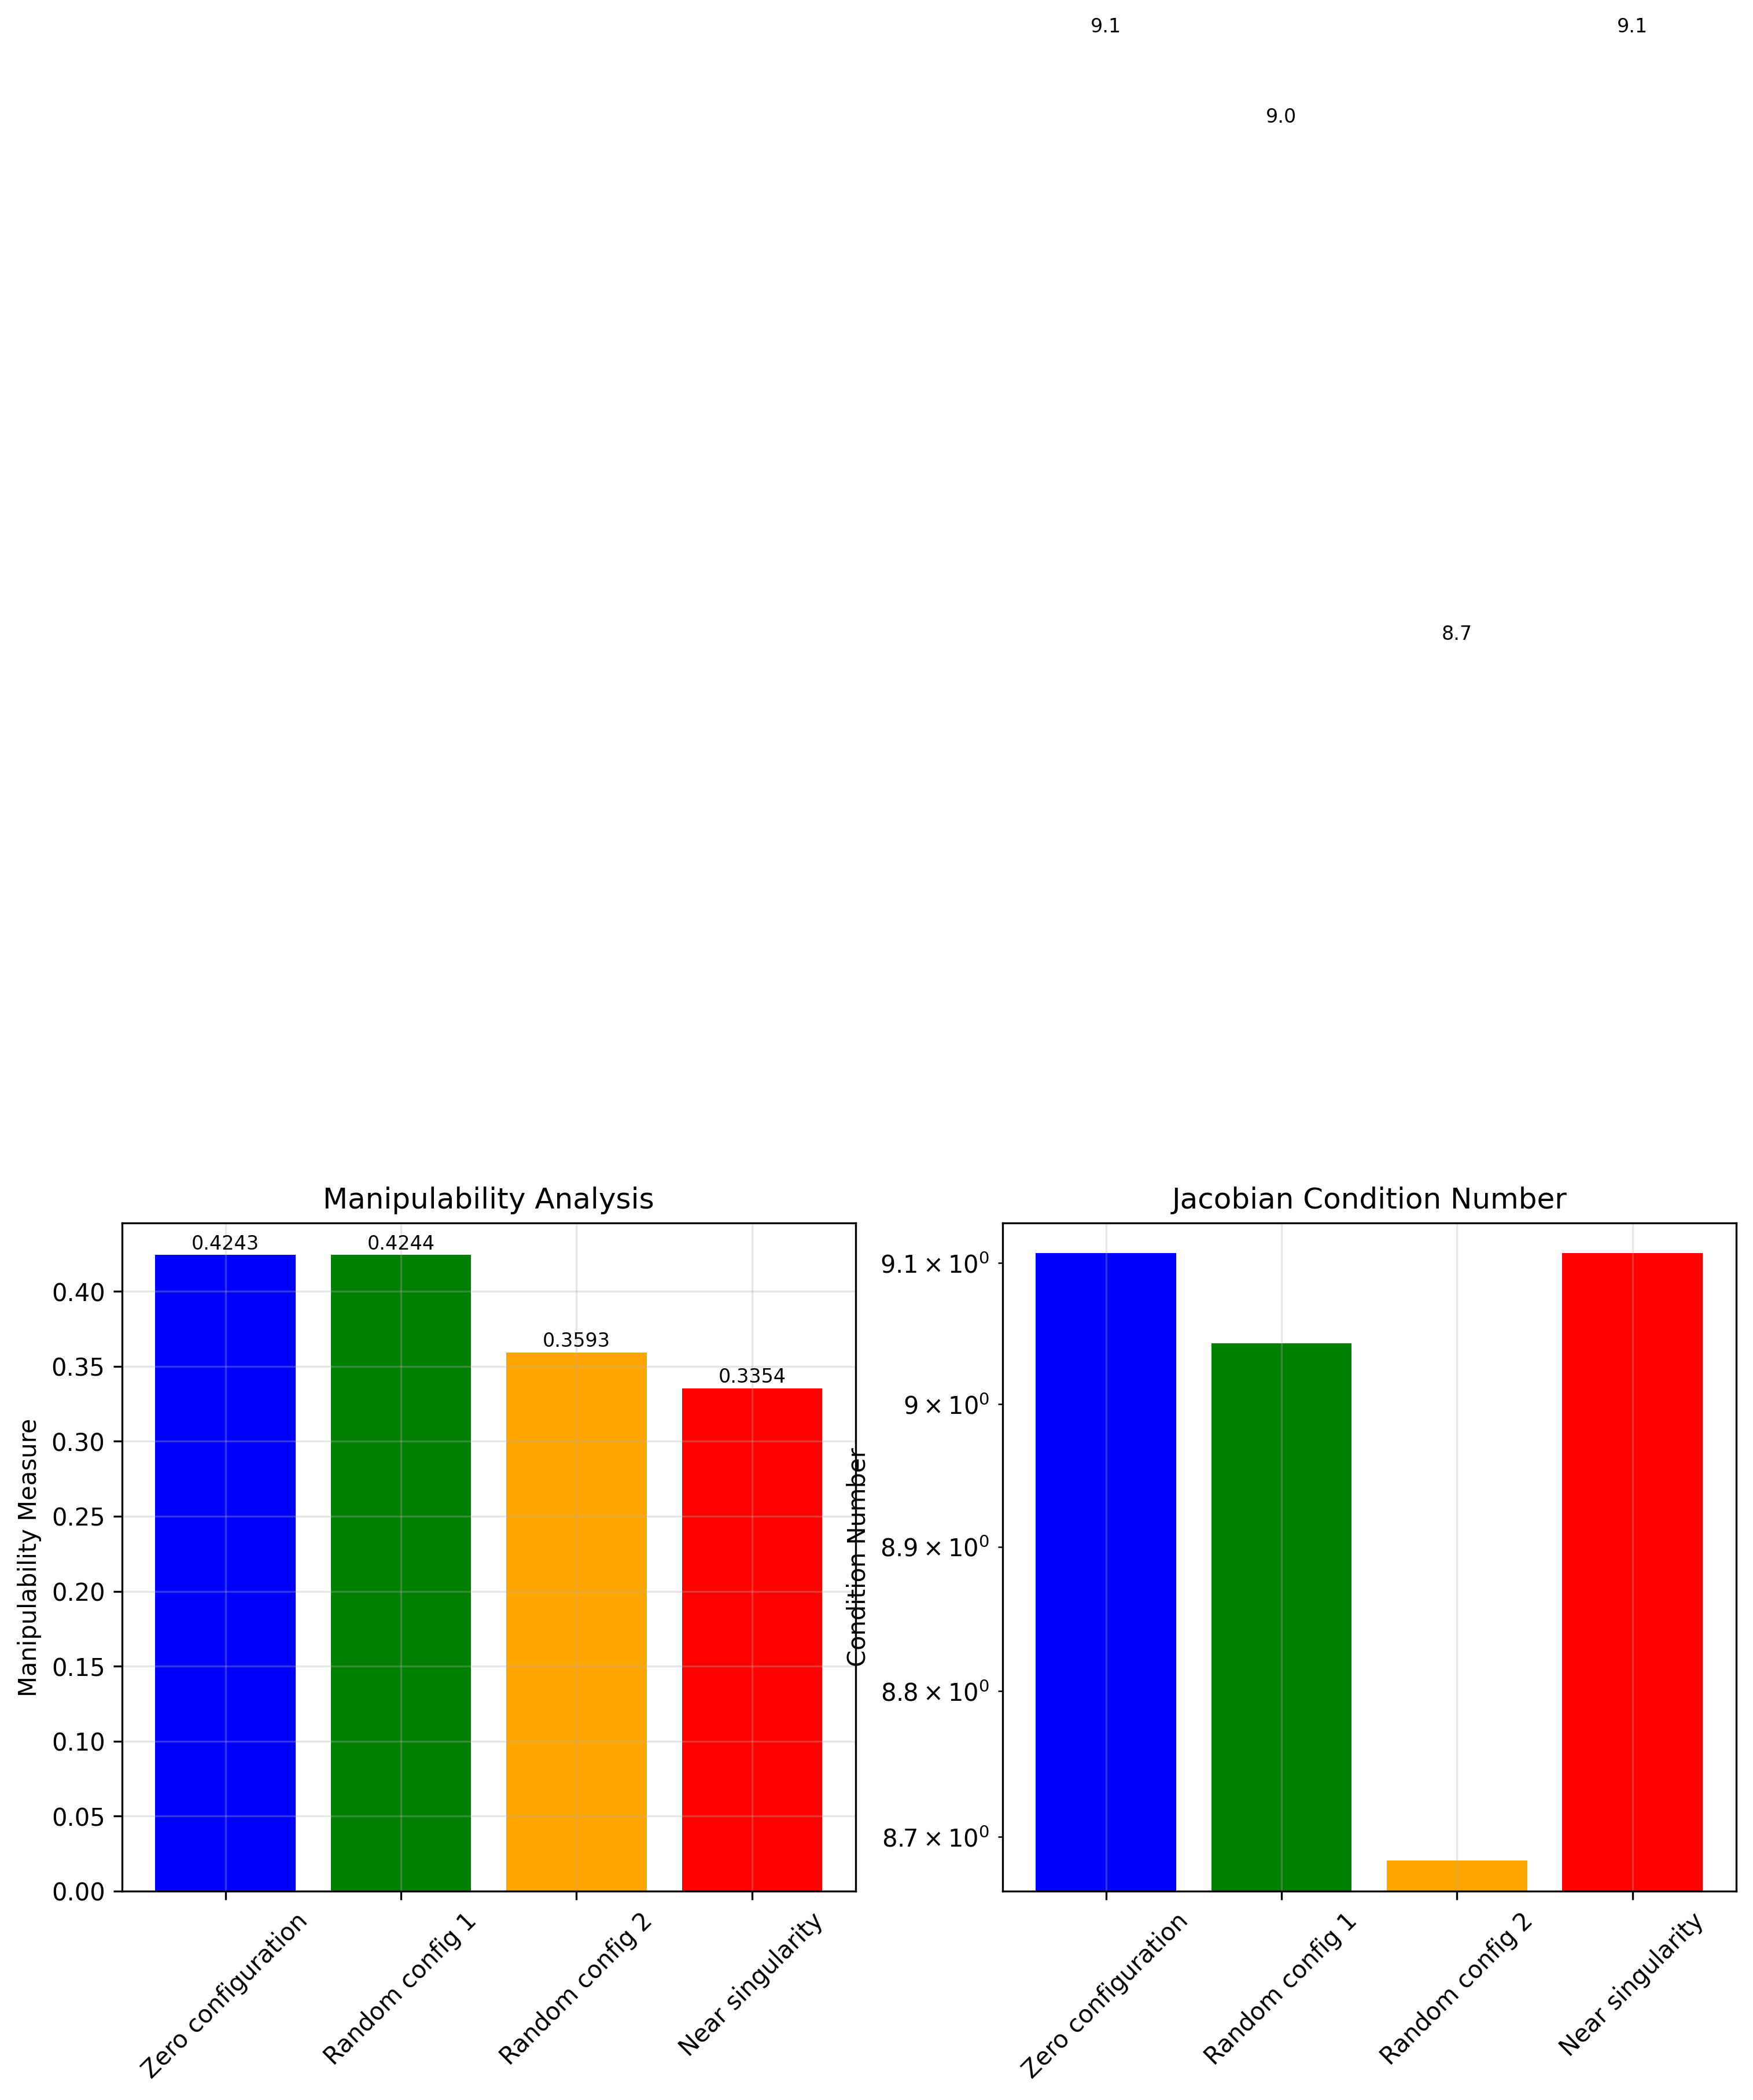 9.1
9.1
9.0
8.7
Manipulability Analysis
0.4243
0.4244
0.3593
0.3354
0.40
0.35
0.30
0.25
0.20
0.15
0.10
0.05
0.00
Manipulability Measure
Zero configuration
Random config 1
Random config 2
Near singularity
Jacobian Condition Number
9.1 × 10⁰
9 × 10⁰
8.9 × 10⁰
8.8 × 10⁰
8.7 × 10⁰
Condition Number
Zero configuration
Random config 1
Random config 2
Near singularity